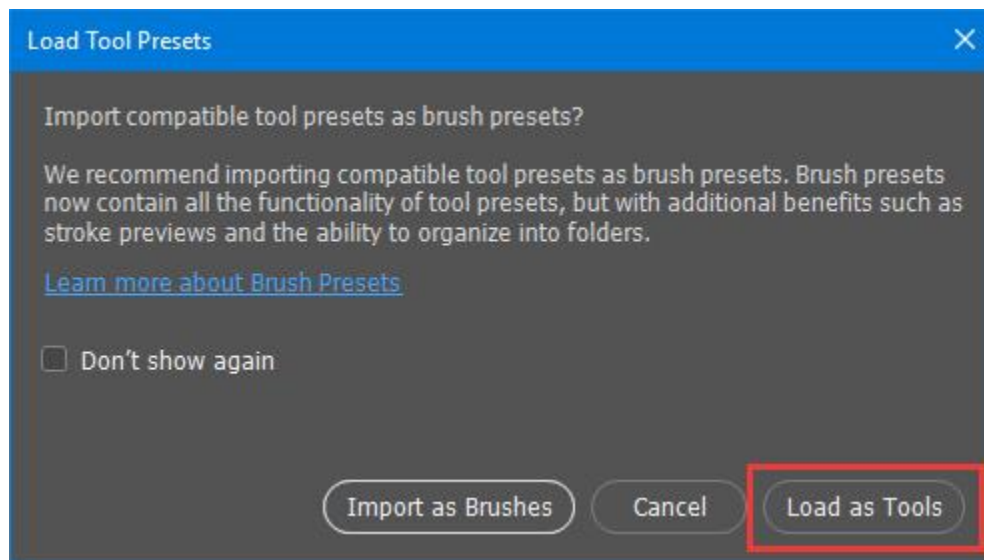 Load Tool Presets
Import compatible tool presets as brush presets?
We recommend importing compatible tool presets as brush presets. Brush presets
now contain all the functionality of tool presets, but with additional benefits such as
stroke previews and the ability to organize into folders.
Learn more about Brush Presets
Don't show again
Import as Brushes Cancel Load as Tools